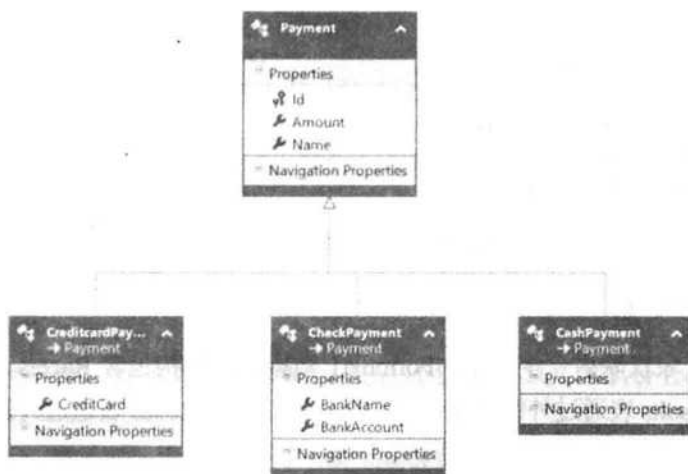 Payment
Properties
Id
Amount
Name
Navigation Properties
CreditcardPay...
Payment
Properties
CreditCard
Navigation Properties
CheckPayment
Payment
Properties
BankName
BankAccount
Navigation Properties
CashPayment
Payment
Properties
Navigation Properties